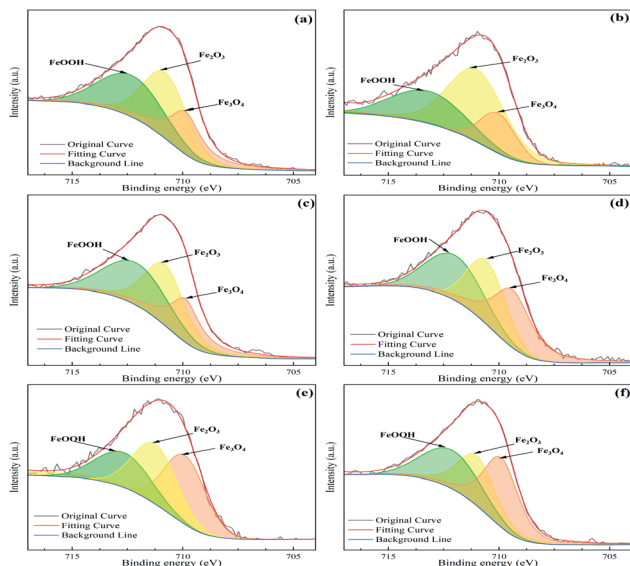 (a)
FeOOH
Fe₂O₃
Fe₃O₄
Intensity (a.u.)
Original Curve
Fitting Curve
Background Line
715 710 705
Binding energy (eV)
(b)
FeOOH
Fe₂O₃
Fe₃O₄
Intensity (a.u.)
Original Curve
Fitting Curve
Background Line
715 710 705
Binding energy (eV)
(c)
FeOOH
Fe₂O₃
Fe₃O₄
Intensity (a.u.)
Original Curve
Fitting Curve
Background Line
715 710 705
Binding energy (eV)
(d)
FeOOH
Fe₂O₃
Fe₃O₄
Intensity (a.u.)
Original Curve
Fitting Curve
Background Line
715 710 705
Binding energy (eV)
(e)
FeOOH
Fe₂O₃
Fe₃O₄
Intensity (a.u.)
Original Curve
Fitting Curve
Background Line
715 710 705
Binding energy (eV)
(f)
FeOOH
Fe₂O₃
Fe₃O₄
Intensity (a.u.)
Original Curve
Fitting Curve
Background Line
715 710 705
Binding energy (eV)